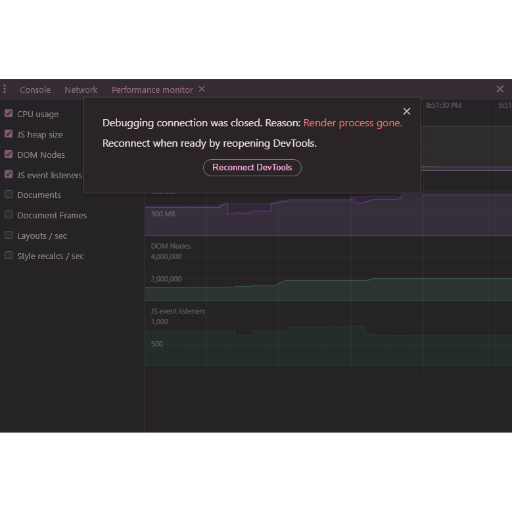 Console Network Performance monitor
8:51:30 PM 8:51
CPU usage
JS heap size
DOM Nodes
JS event listeners
Documents
Document Frames
Layouts / sec
Style recalcs / sec
Debugging connection was closed. Reason: Render process gone.
Reconnect when ready by reopening DevTools.
Reconnect DevTools
300 MB
DOM Nodes
4,000,000
2,000,000
JS event listeners
1,000
500